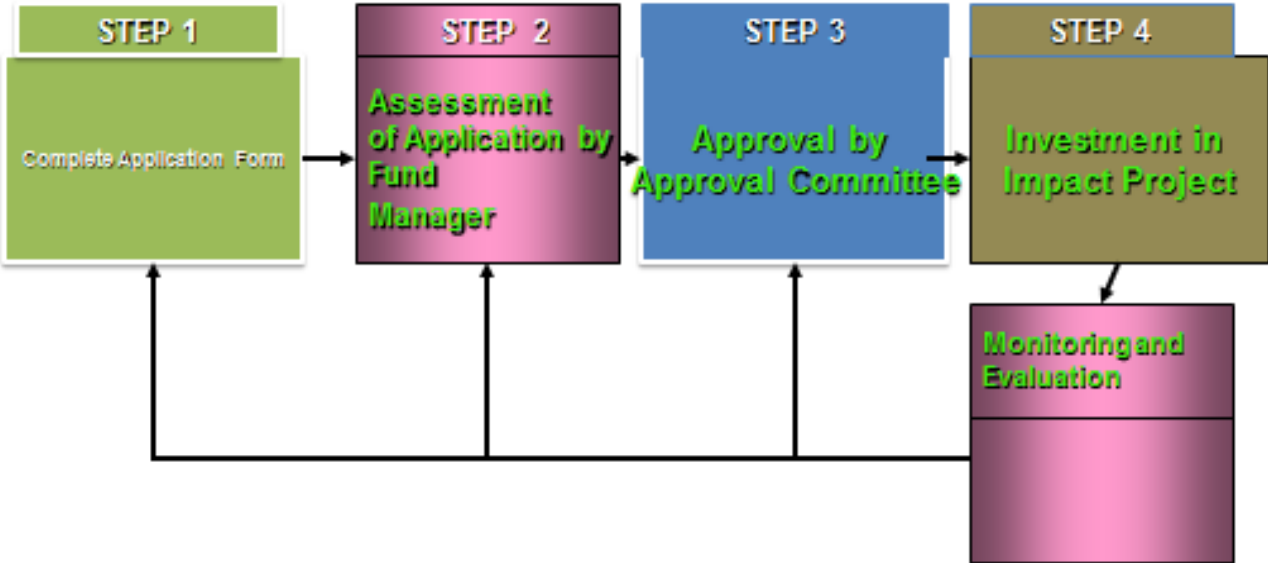 STEP 1
Complete Application Form
STEP 2
Assessment
of Application by
Fund
Manager
STEP 3
Approval by
Approval Committee
STEP 4
Investment in
Impact Project
Monitoring and
Evaluation